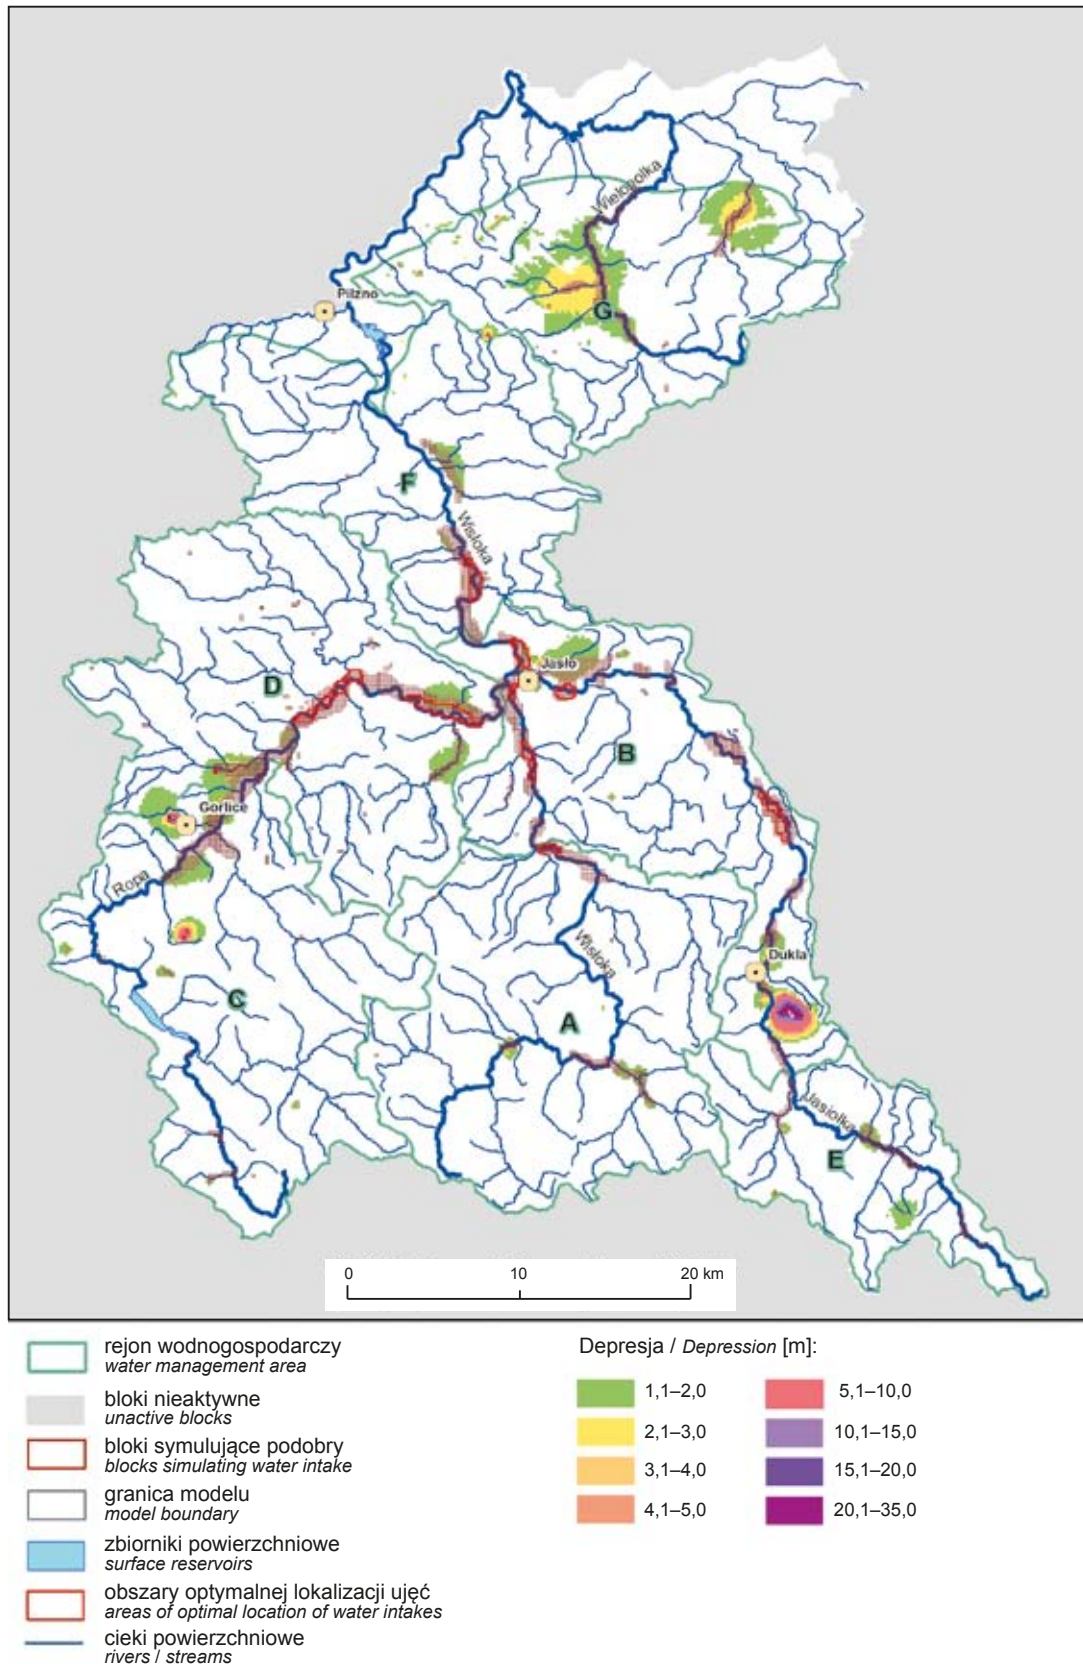 Wielopolka
Pilzno
G
F
Wisłoka
Jasło
D
B
Gorlice
Ropa
Wisłoka
Dukla
C
A
Jasiołka
E
0 10 20 km
rejon wodnogospodarczy
water management area
bloki nieaktywne
unactive blocks
bloki symulujące podobry
blocks simulating water intake
granica modelu
model boundary
zbiorniki powierzchniowe
surface reservoirs
obszary optymalnej lokalizacji ujęć
areas of optimal location of water intakes
cieki powierzchniowe
rivers / streams
Depresja / Depression [m]:
1,1–2,0
2,1–3,0
3,1–4,0
4,1–5,0
5,1–10,0
10,1–15,0
15,1–20,0
20,1–35,0